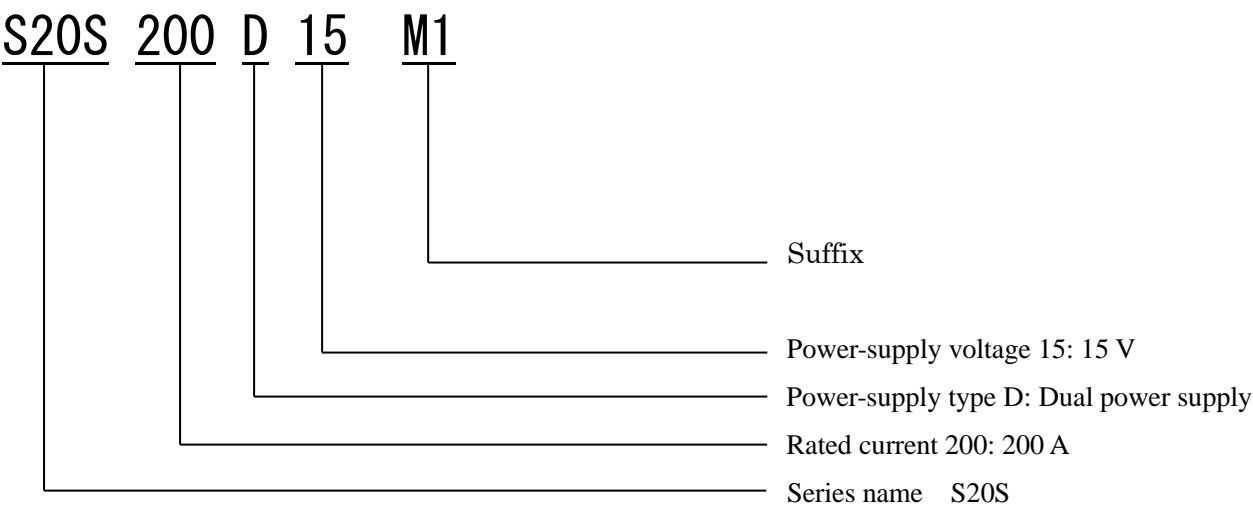 S20S 200 D 15 M1
Suffix
Power-supply voltage 15: 15 V
Power-supply type D: Dual power supply
Rated current 200: 200 A
Series name S20S